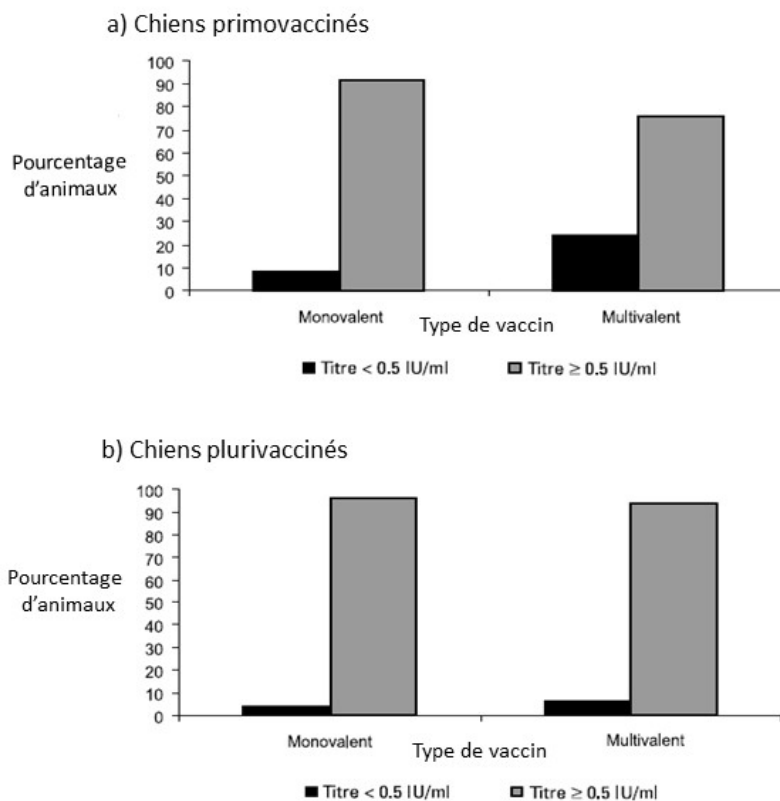 a) Chiens primovaccinés
100
90
80
70
60
50
40
30
20
10
0
Pourcentage
d'animaux
Monovalent
Type de vaccin
Multivalent
Titre < 0.5 IU/ml
Titre ≥ 0.5 IU/ml
b) Chiens plurivaccinés
100
90
80
70
60
50
40
30
20
10
0
Pourcentage
d'animaux
Monovalent
Type de vaccin
Multivalent
Titre < 0.5 IU/ml
Titre ≥ 0.5 IU/ml